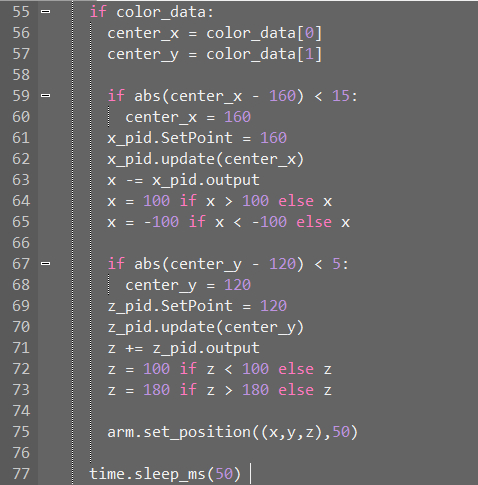 55 if color_data:
56 center_x = color_data[0]
57 center_y = color_data[1]
58
59 if abs(center_x - 160) < 15:
60 center_x = 160
61 x_pid.SetPoint = 160
62 x_pid.update(center_x)
63 x -= x_pid.output
64 x = 100 if x > 100 else x
65 x = -100 if x < -100 else x
66
67 if abs(center_y - 120) < 5:
68 center_y = 120
69 z_pid.SetPoint = 120
70 z_pid.update(center_y)
71 z += z_pid.output
72 z = 100 if z < 100 else z
73 z = 180 if z > 180 else z
74
75 arm.set_position((x,y,z),50)
76
77 time.sleep_ms(50)